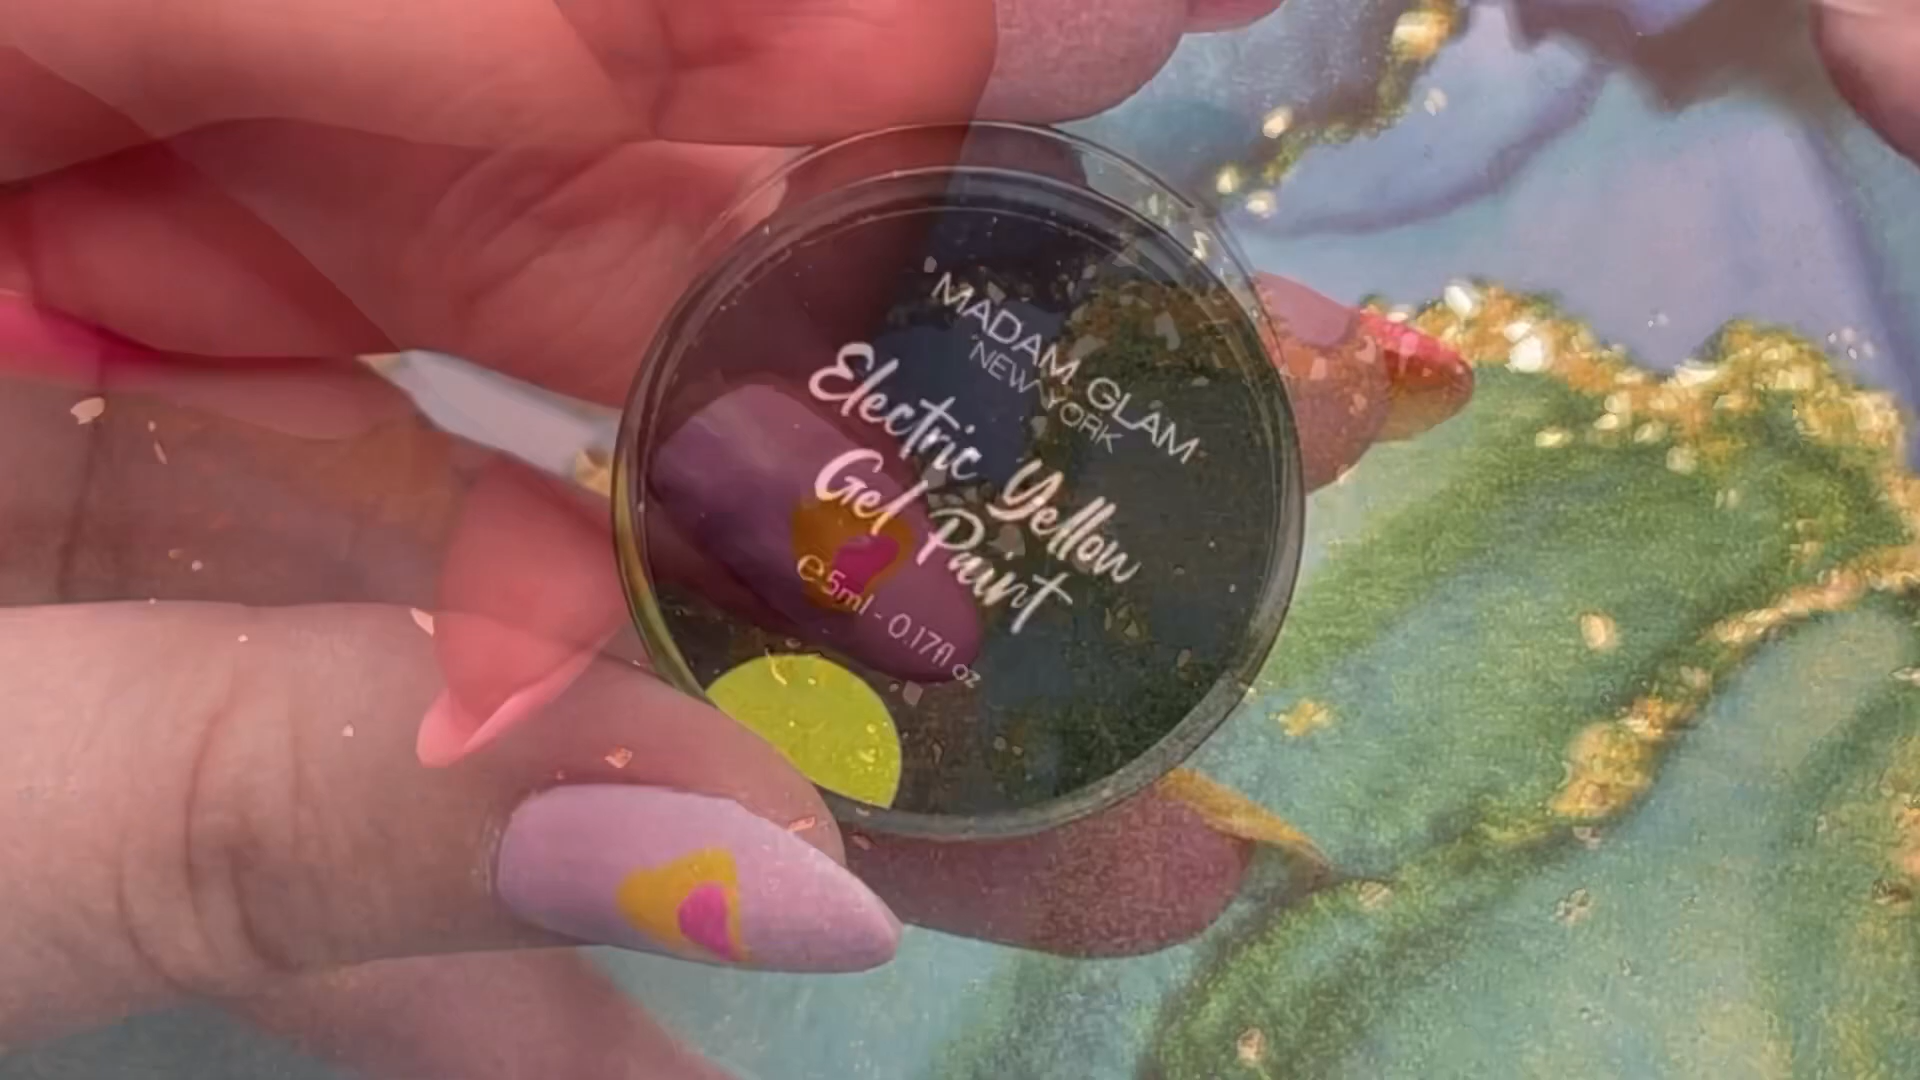 MADAM GLAM
NEW YORK
Electric Yellow
Gel Paint
e 5ml - 0.17fl oz